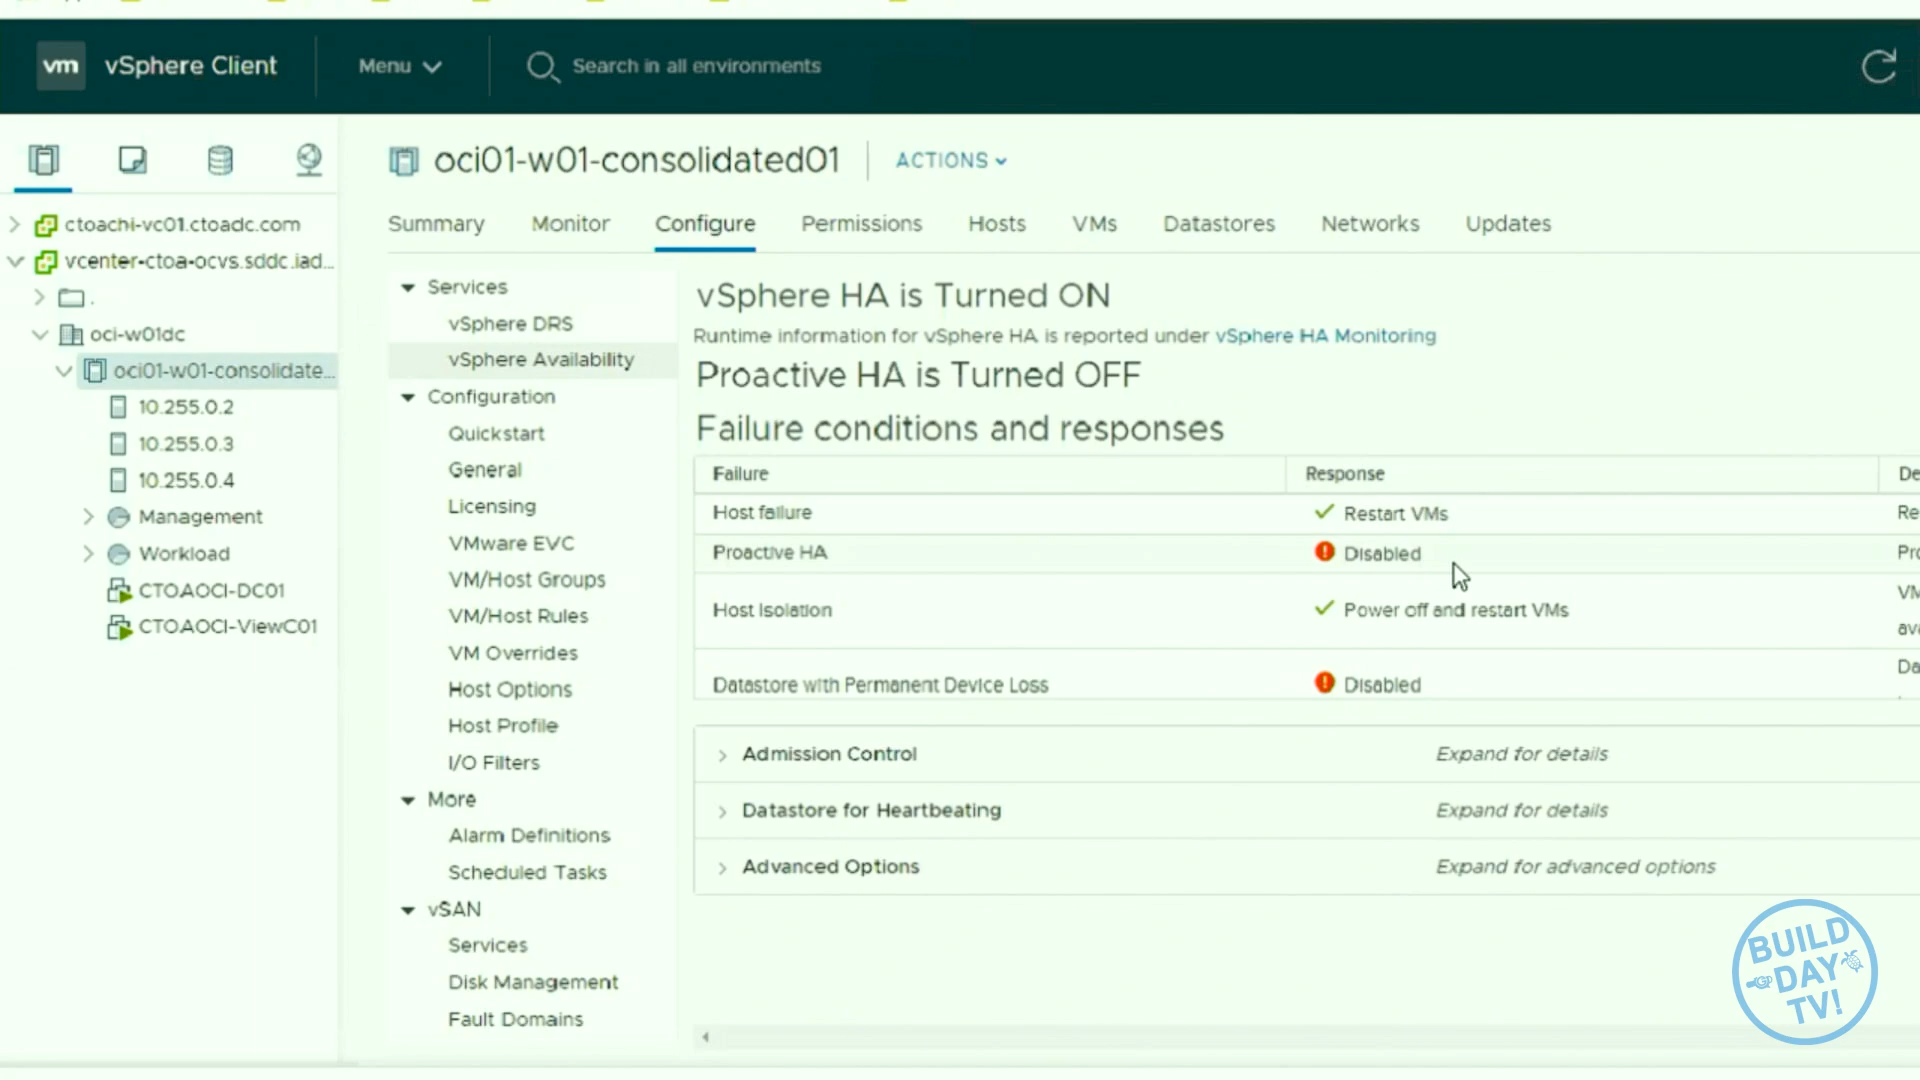 vm vSphere Client Menu Search in all environments
oci01-w01-consolidated01 ACTIONS
Summary Monitor Configure Permissions Hosts VMs Datastores Networks Updates
ctoachi-vc01.ctoadc.com
vcenter-ctoa-ocvs.sddc.iad...
.
oci-w01dc
oci01-w01-consolidate...
10.255.0.2
10.255.0.3
10.255.0.4
Management
Workload
CTOAOCI-DC01
CTOAOCI-ViewC01
Services
vSphere DRS
vSphere Availability
Configuration
Quickstart
General
Licensing
VMware EVC
VM/Host Groups
VM/Host Rules
VM Overrides
Host Options
Host Profile
I/O Filters
More
Alarm Definitions
Scheduled Tasks
vSAN
Services
Disk Management
Fault Domains
vSphere HA is Turned ON
Runtime information for vSphere HA is reported under vSphere HA Monitoring
Proactive HA is Turned OFF
Failure conditions and responses
Failure Response De
Host failure Restart VMs Re
Proactive HA Disabled Pro
Host Isolation Power off and restart VMs VM
ava
Datastore with Permanent Device Loss Disabled Da
Admission Control Expand for details
Datastore for Heartbeating Expand for details
Advanced Options Expand for advanced options
BUILD
DAY
TV!